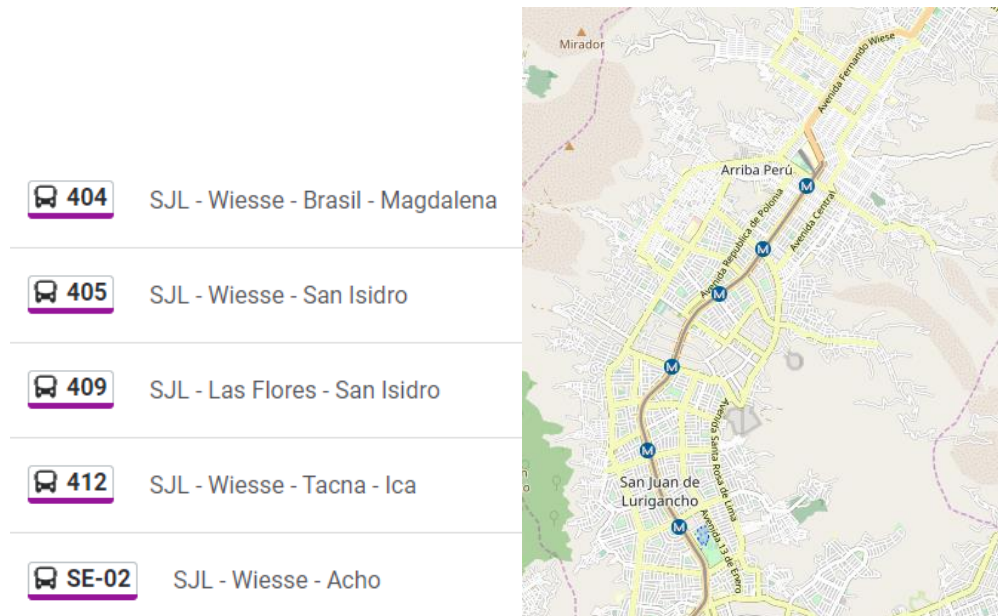 404 SJL - Wiesse - Brasil - Magdalena
405 SJL - Wiesse - San Isidro
409 SJL - Las Flores - San Isidro
412 SJL - Wiesse - Tacna - Ica
SE-02 SJL - Wiesse - Acho
Mirador
Avenida Fernando Wiese
Arriba Perú
M
Avenida Republica de Polonia
Avenida Central
M
M
M
Avenida Santa Rosa de Lima
M
San Juan de
Lurigancho
Avenida 13 de Enero
M
M